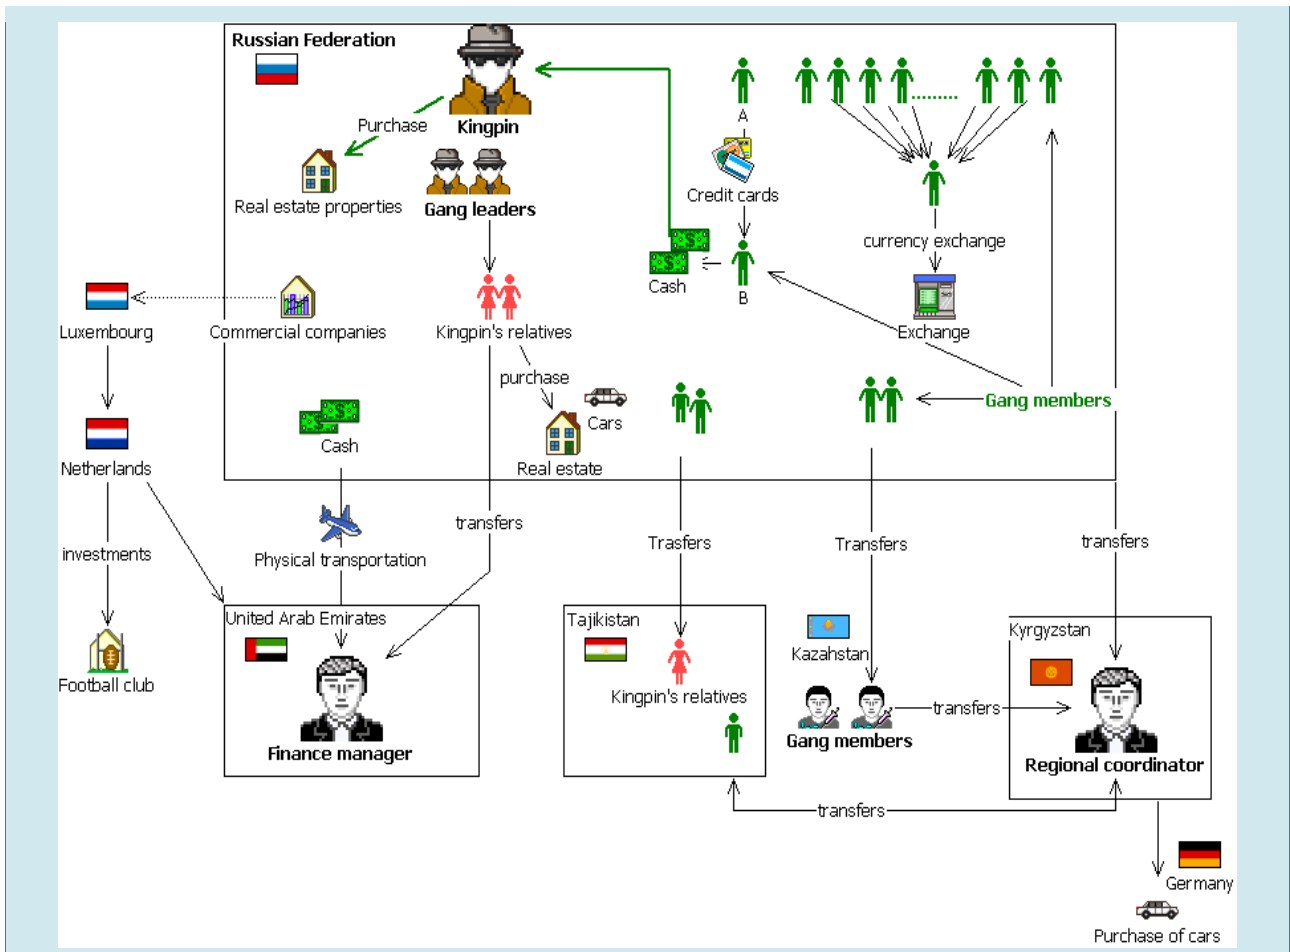 Russian Federation
Kingpin
Purchase
Real estate properties
Gang leaders
A
Credit cards
B
Cash
currency exchange
Exchange
Luxembourg
Commercial companies
Kingpin's relatives
purchase
Cars
Real estate
Gang members
Cash
Netherlands
transfers
Physical transportation
investments
Trasfers
Transfers
transfers
United Arab Emirates
Finance manager
Football club
Tajikistan
Kingpin's relatives
Kazahstan
Gang members
transfers
Kyrgyzstan
Regional coordinator
transfers
Germany
Purchase of cars